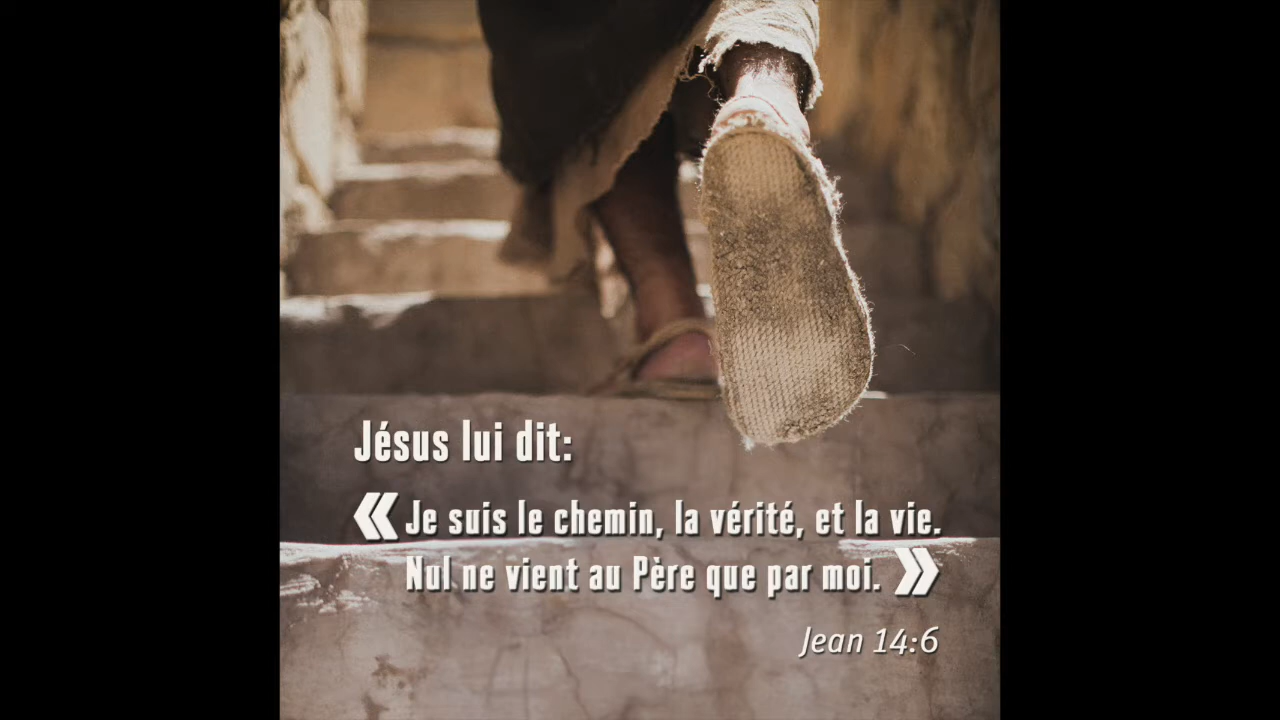 Jésus lui dit:
« Je suis le chemin, la vérité, et la vie.
Nul ne vient au Père que par moi. »
Jean 14:6